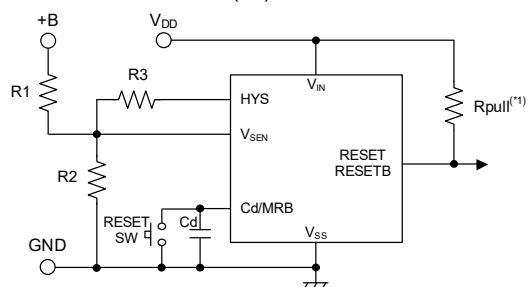 +B
VDD
R1
R3
HYS
VIN
Rpull(*1)
VSEN
R2
RESET
RESETB
Cd/MRB
RESET
SW
Cd
VSS
GND